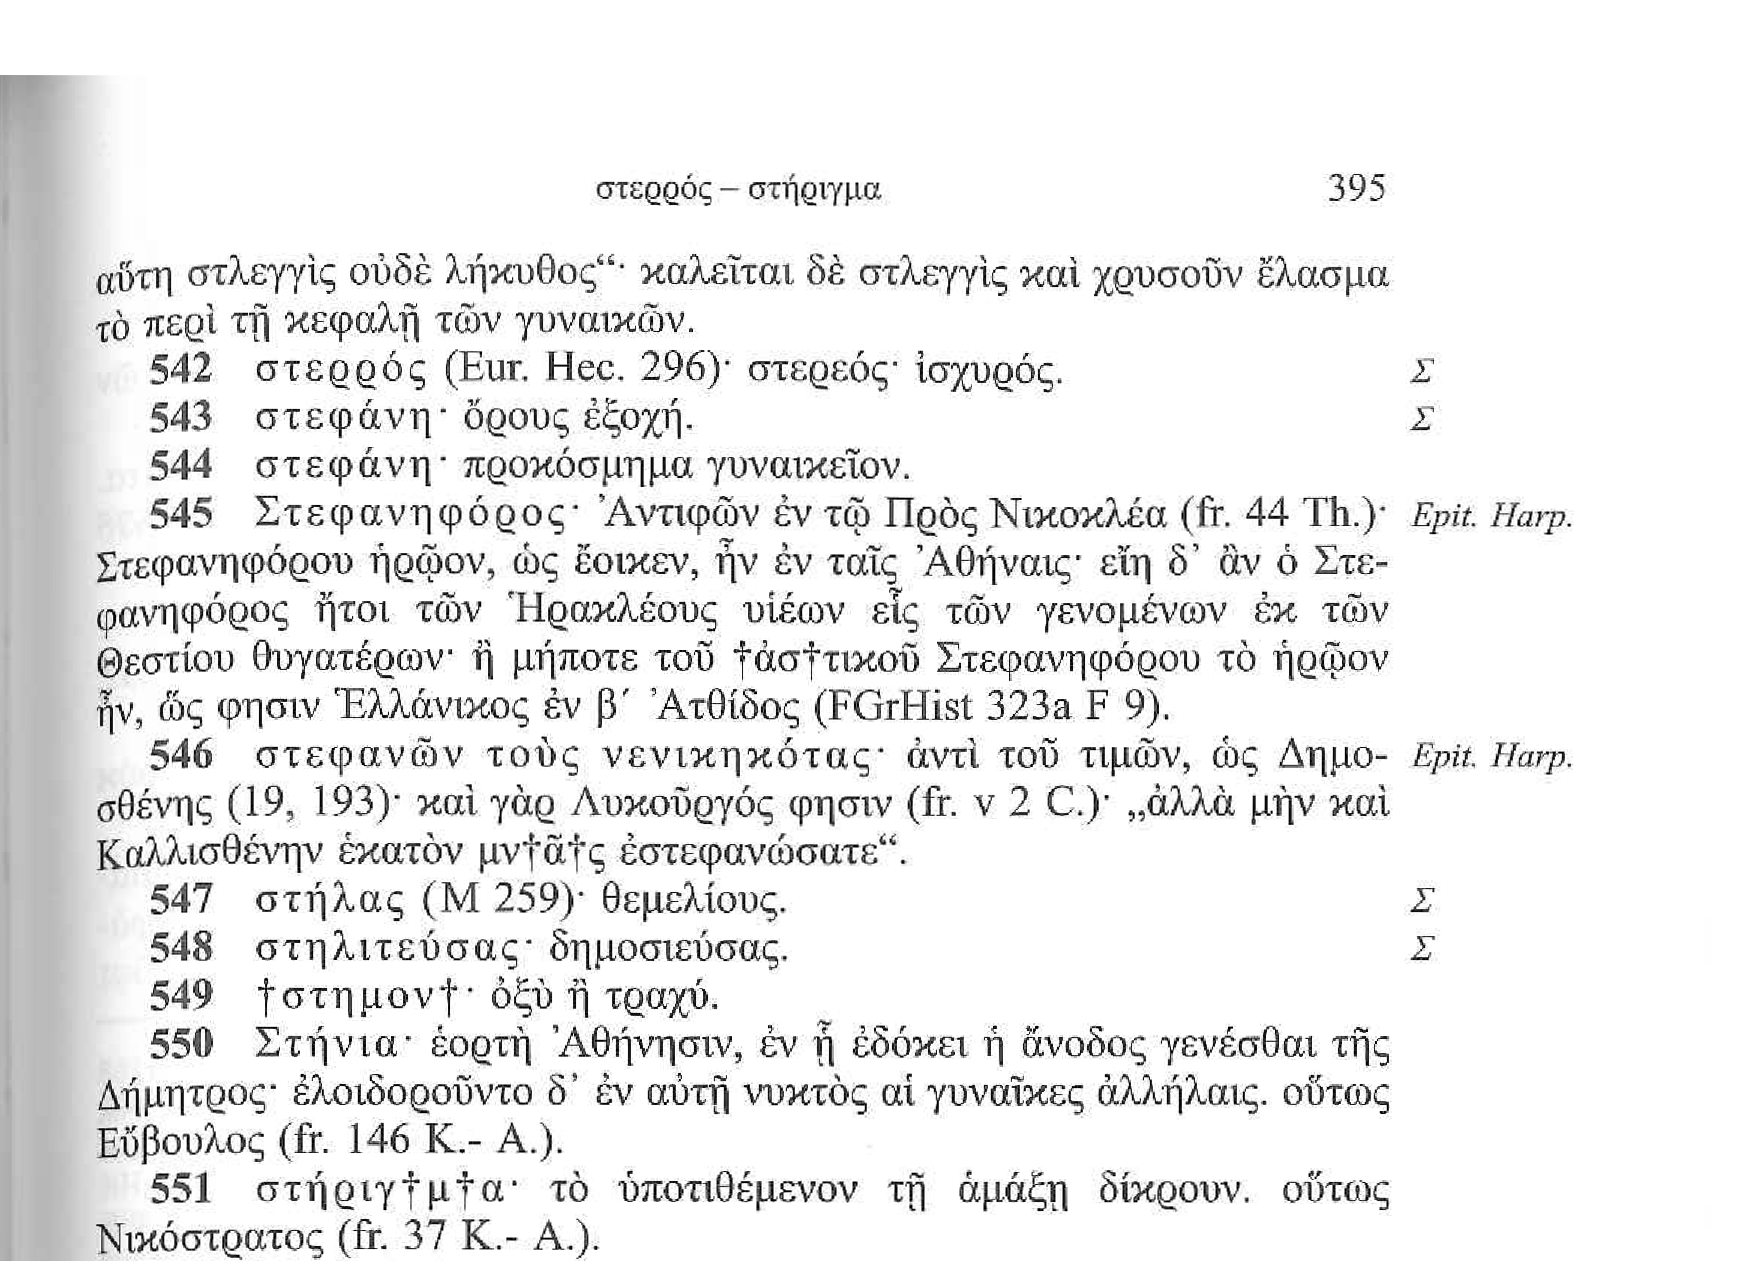 στερρός – στήριγμα 395
αὕτη στλεγγὶς οὐδὲ λήκυθος“· καλεῖται δὲ στλεγγὶς καὶ χρυσοῦν ἔλασμα
τὸ περὶ τῇ κεφαλῇ τῶν γυναικῶν.
542 στερρός (Eur. Hec. 296)· στερεός· ἰσχυρός. Σ
543 στεφάνη· ὄρους ἐξοχή. Σ
544 στεφάνη· προκόσμημα γυναικεῖον.
545 Στεφανηφόρος· Ἀντιφῶν ἐν τῷ Πρὸς Νικοκλέα (fr. 44 Th.)· Epit. Harp.
Στεφανηφόρου ἡρῷον, ὡς ἔοικεν, ἦν ἐν ταῖς Ἀθήναις· εἴη δ’ ἂν ὁ Στε-
φανηφόρος ἤτοι τῶν Ἡρακλέους υἱέων εἷς τῶν γενομένων ἐκ τῶν
Θεστίου θυγατέρων· ἢ μήποτε τοῦ †ἀσ†τικοῦ Στεφανηφόρου τὸ ἡρῷον
ἦν, ὥς φησιν Ἑλλάνικος ἐν β΄ Ἀτθίδος (FGrHist 323a F 9).
546 στεφανῶν τοὺς νενικηκότας· ἀντὶ τοῦ τιμῶν, ὡς Δημο- Epit. Harp.
σθένης (19, 193)· καὶ γὰρ Λυκοῦργός φησιν (fr. v 2 C.)· „ἀλλὰ μὴν καὶ
Καλλισθένην ἑκατὸν μν†ᾶ†ς ἐστεφανώσατε“.
547 στήλας (M 259)· θεμελίους. Σ
548 στηλιτεύσας· δημοσιεύσας. Σ
549 †στημον†· ὀξὺ ἢ τραχύ.
550 Στήνια· ἑορτὴ Ἀθήνησιν, ἐν ᾗ ἐδόκει ἡ ἄνοδος γενέσθαι τῆς
Δήμητρος· ἐλοιδοροῦντο δ’ ἐν αὐτῇ νυκτὸς αἱ γυναῖκες ἀλλήλαις. οὕτως
Εὔβουλος (fr. 146 K.- A.).
551 στήριγ†μ†α· τὸ ὑποτιθέμενον τῇ ἁμάξῃ δίκρουν. οὕτως
Νικόστρατος (fr. 37 K.- A.).